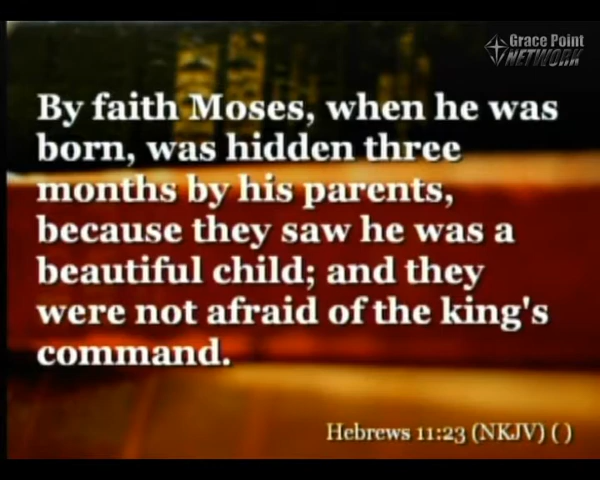 Grace Point
NETWORK
By faith Moses, when he was
born, was hidden three
months by his parents,
because they saw he was a
beautiful child; and they
were not afraid of the king's
command.
Hebrews 11:23 (NKJV) ( )